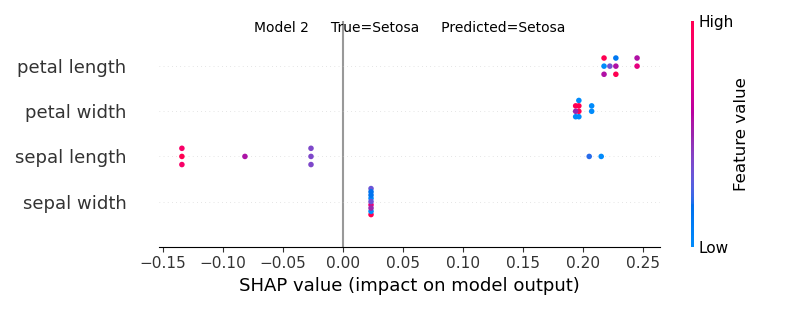 Model 2 True=Setosa Predicted=Setosa
High
petal length
petal width
sepal length
sepal width
Feature value
Low
−0.15 −0.10 −0.05 0.00 0.05 0.10 0.15 0.20 0.25
SHAP value (impact on model output)